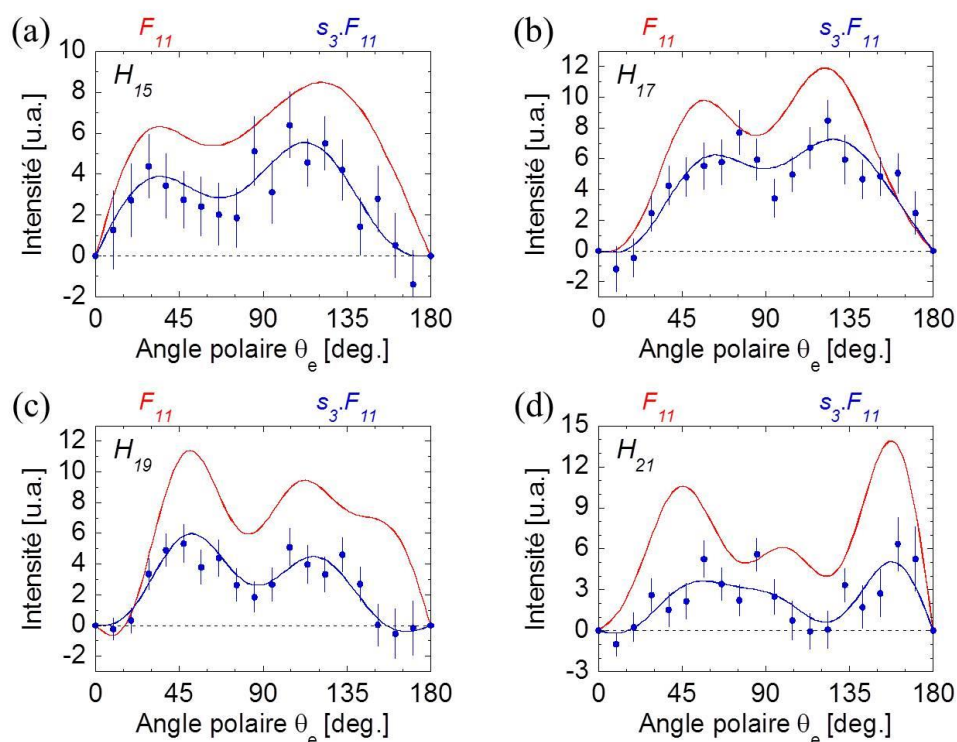 (a) F11 s3.F11
H15
Intensité [u.a.]
10
8
6
4
2
0
-2
0 45 90 135 180
Angle polaire θe [deg.]
(b) F11 s3.F11
H17
Intensité [u.a.]
12
10
8
6
4
2
0
-2
0 45 90 135 180
Angle polaire θe [deg.]
(c) F11 s3.F11
H19
Intensité [u.a.]
12
10
8
6
4
2
0
-2
0 45 90 135 180
Angle polaire θe [deg.]
(d) F11 s3.F11
H21
Intensité [u.a.]
15
12
9
6
3
0
-3
0 45 90 135 180
Angle polaire θe [deg.]